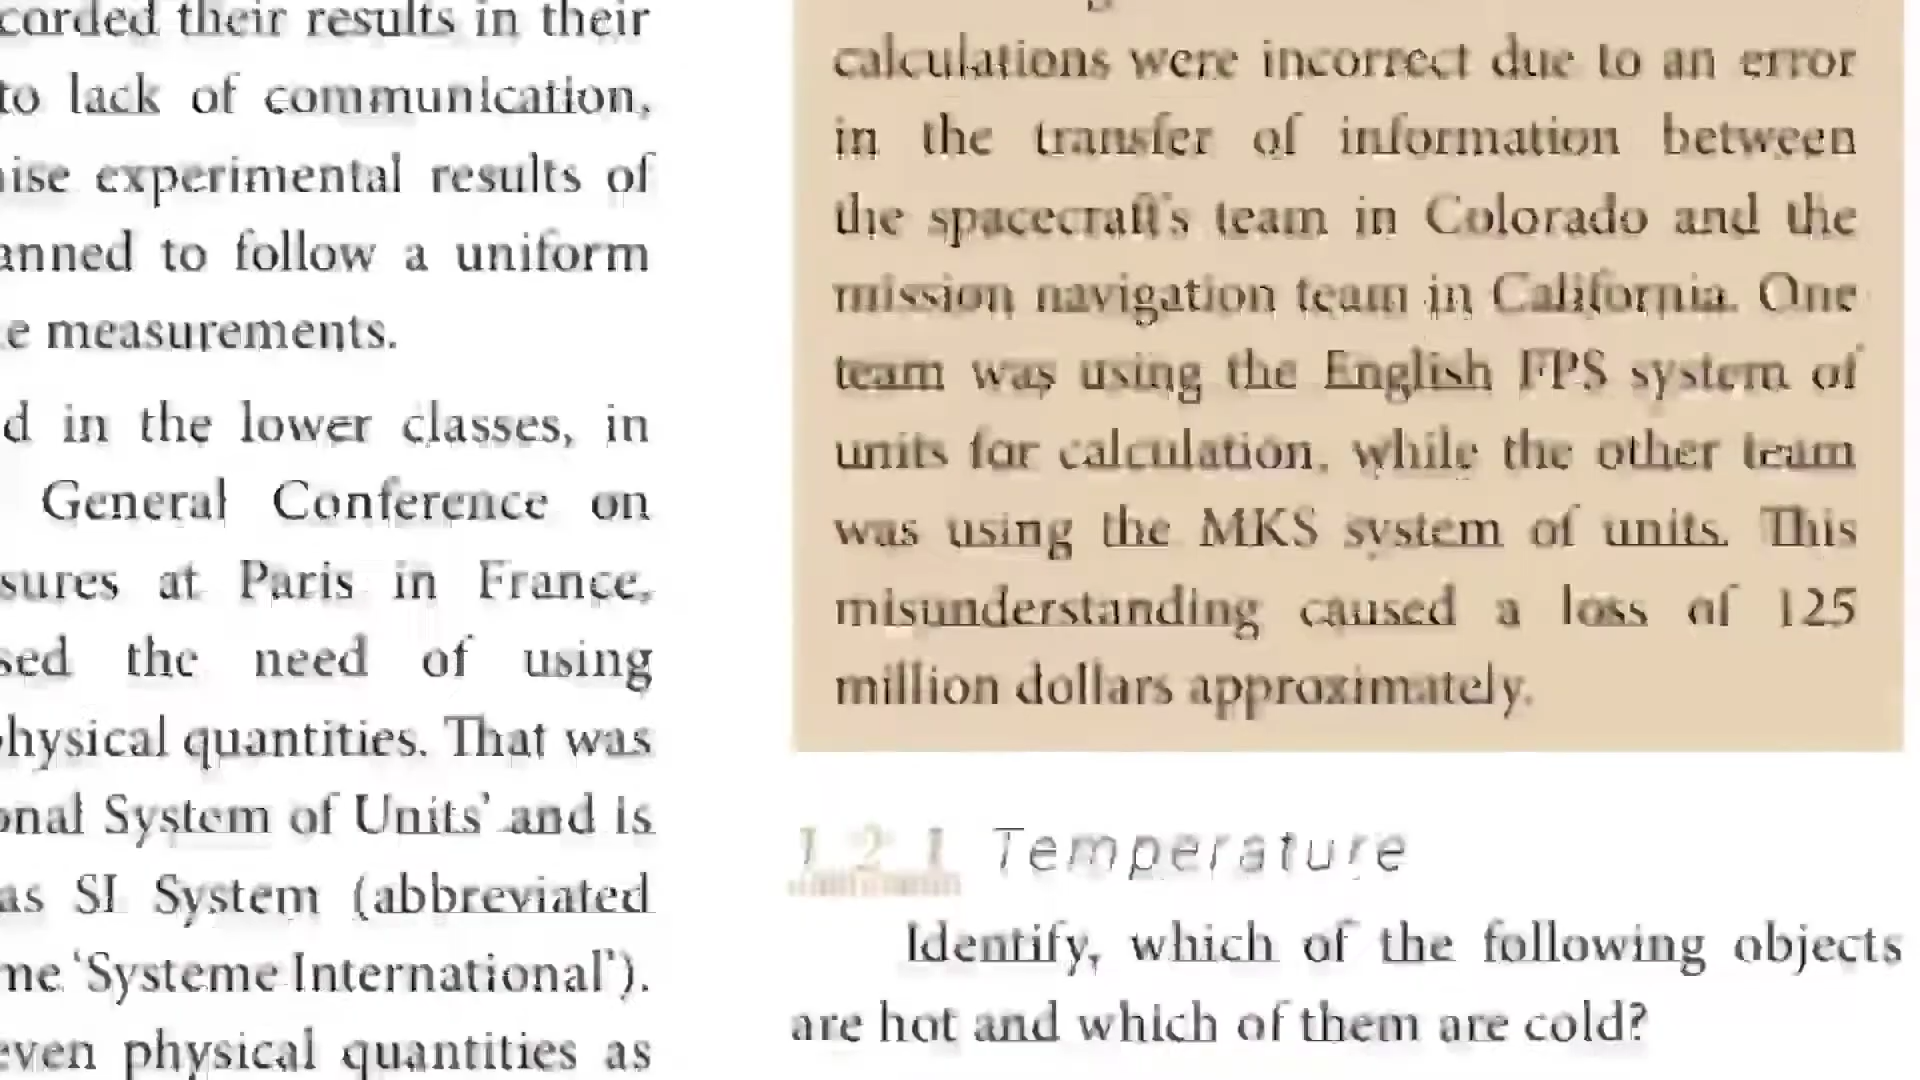 corded their results in their
to lack of communication,
ise experimental results of
anned to follow a uniform
e measurements.
d in the lower classes, in
General Conference on
sures at Paris in France,
sed the need of using
hysical quantities. That was
onal System of Units’ and is
as SI System (abbreviated
me ‘Systeme International’).
even physical quantities as
calculations were incorrect due to an error
in the transfer of information between
the spacecraft’s team in Colorado and the
mission navigation team in California. One
team was using the English FPS system of
units for calculation, while the other team
was using the MKS system of units. This
misunderstanding caused a loss of 125
million dollars approximately.
1.2.1 Temperature
Identify, which of the following objects
are hot and which of them are cold?